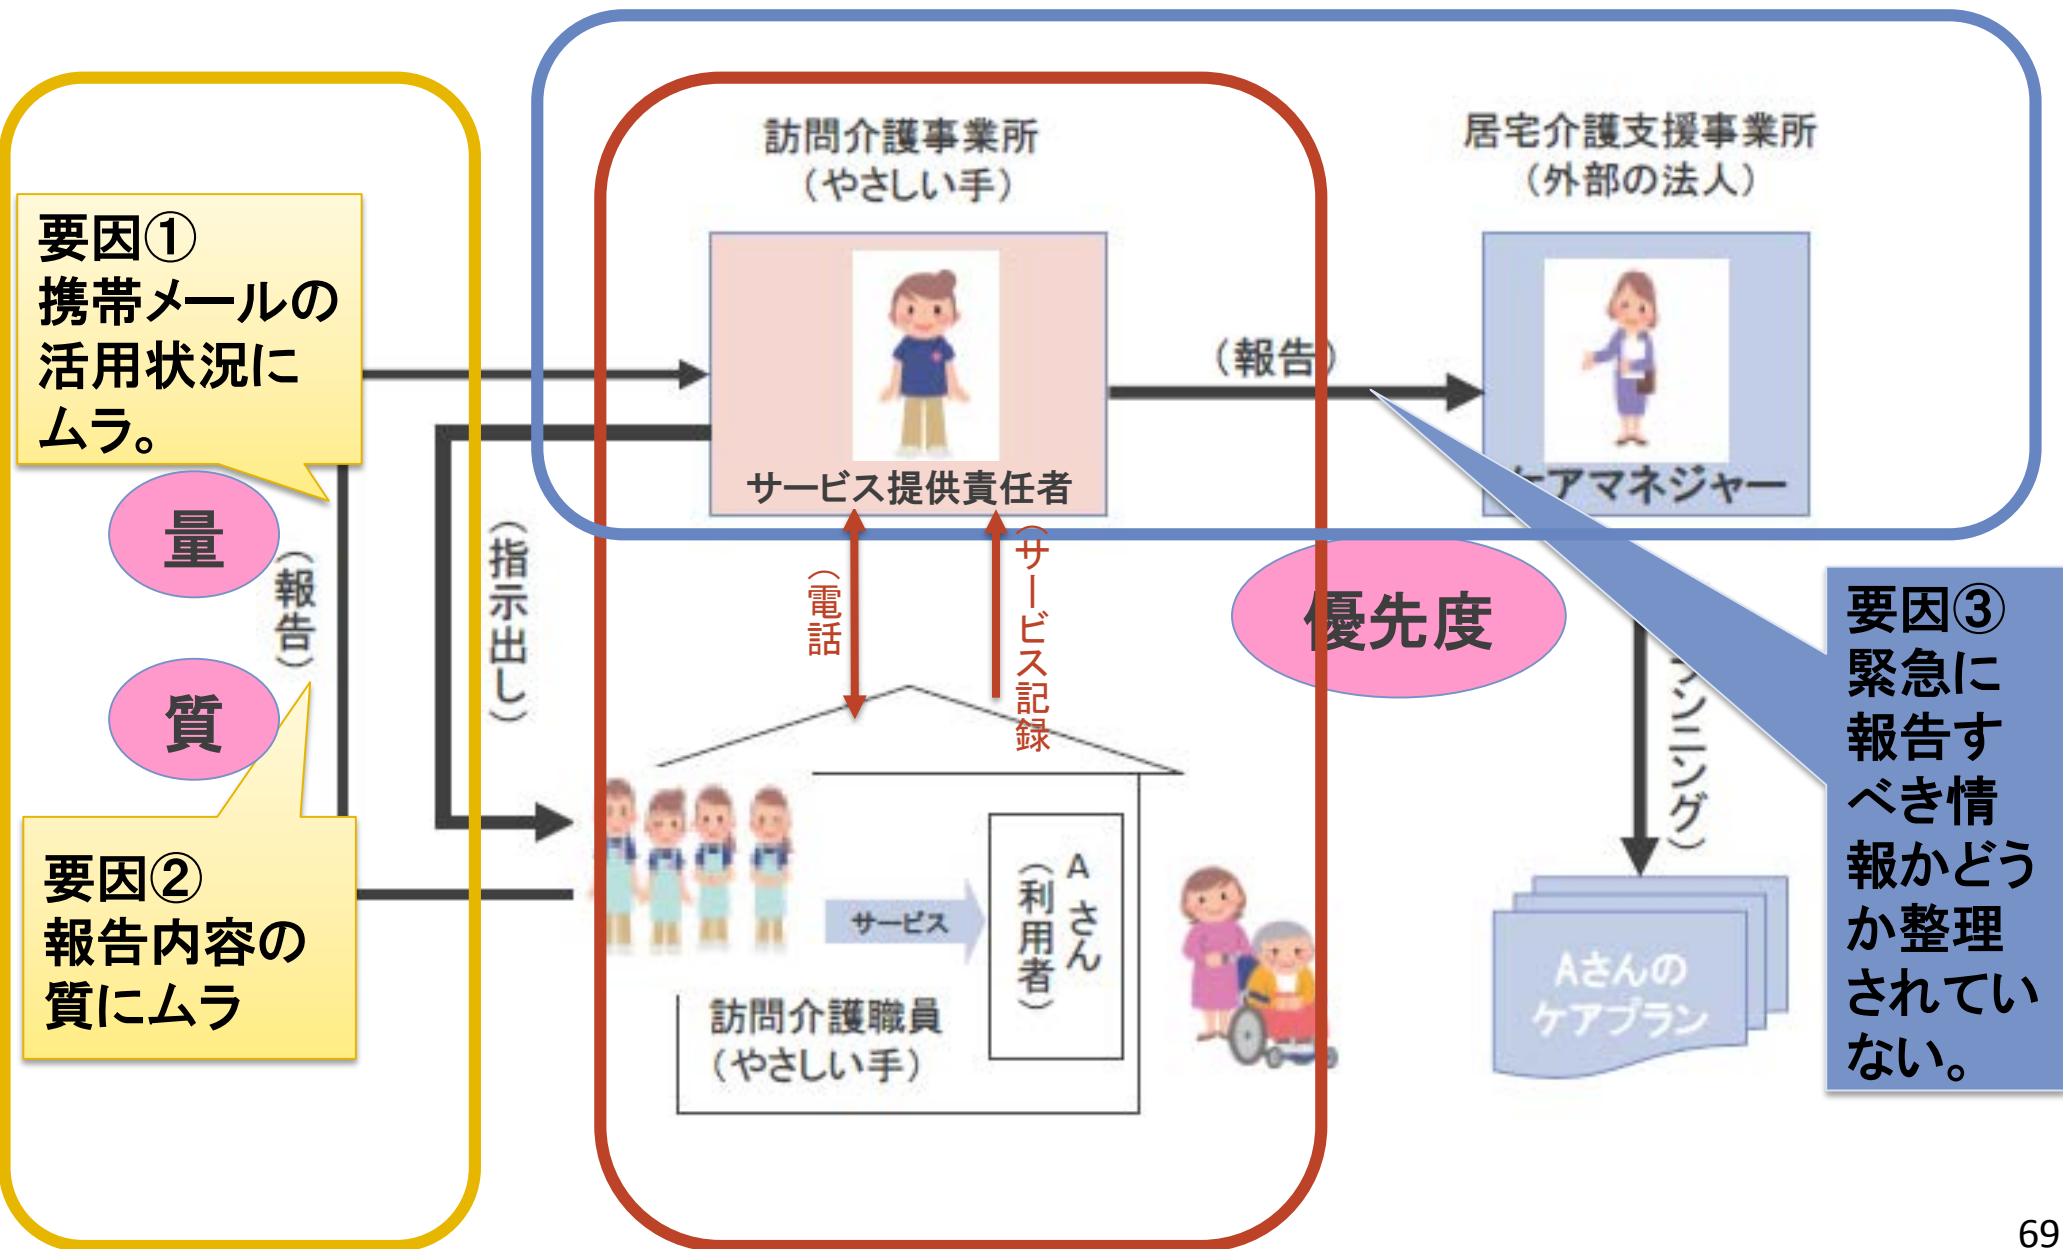 訪問介護事業所
（やさしい手）
居宅介護支援事業所
（外部の法人）
要因①
携帯メールの
活用状況に
ムラ。
（報告）
サービス提供責任者
アマネジャー
量
質
（報告）
（指示出し）
（電話
（サービス記録
優先度
ンニング）
要因②
報告内容の
質にムラ
要因③
緊急に
報告す
べき情
報かどう
か整理
されてい
ない。
サービス
Aさん
（利用者）
訪問介護職員
（やさしい手）
Aさんの
ケアプラン
69